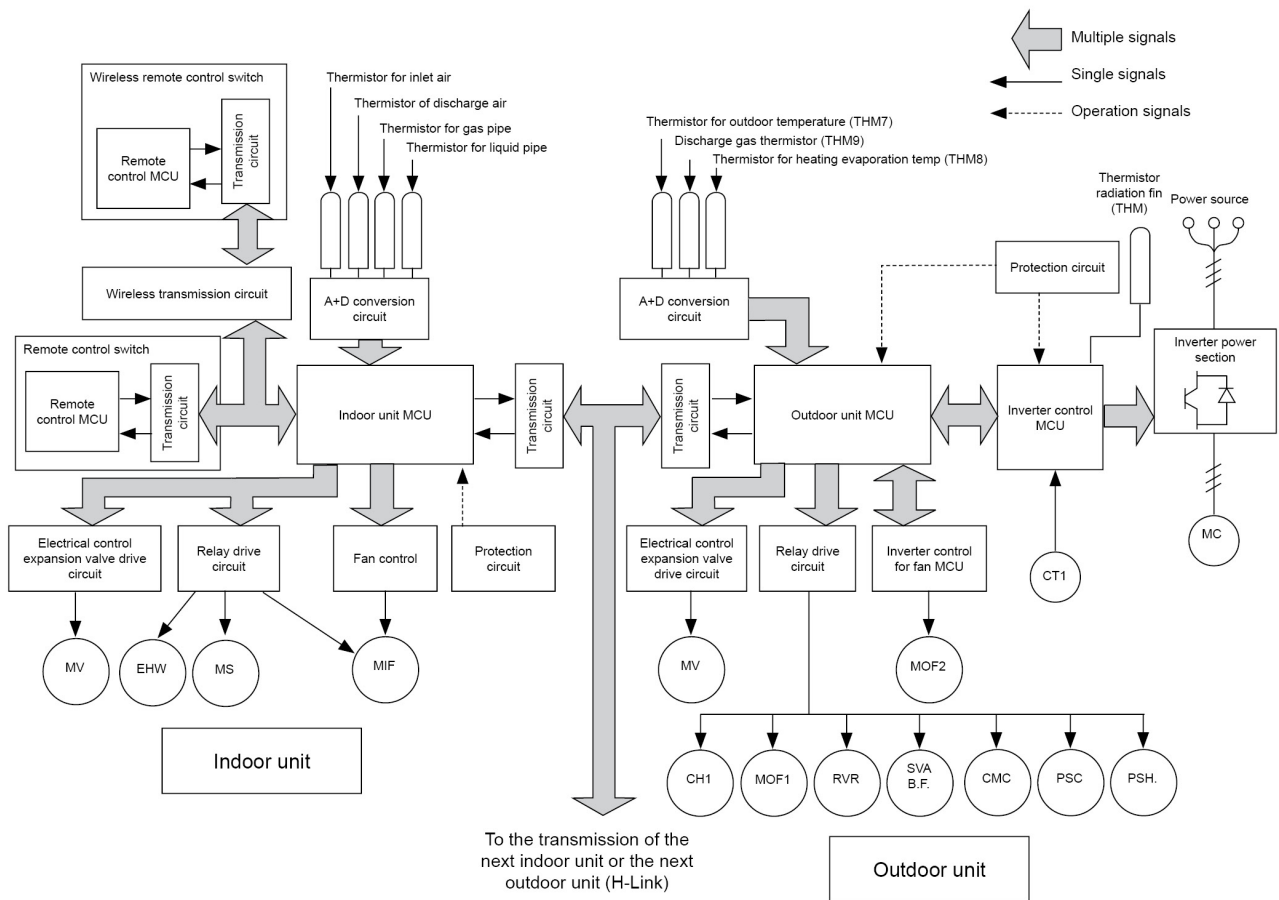 Multiple signals
Single signals
Operation signals
Wireless remote control switch
Remote
control MCU
Transmission
circuit
Thermistor for inlet air
Thermistor of discharge air
Thermistor for gas pipe
Thermistor for liquid pipe
Thermistor for outdoor temperature (THM7)
Discharge gas thermistor (THM9)
Thermistor for heating evaporation temp (THM8)
Thermistor
radiation fin
(THM)
Power source
Wireless transmission circuit
A+D conversion
circuit
A+D conversion
circuit
Protection circuit
Inverter power
section
Remote control switch
Remote
control MCU
Transmission
circuit
Indoor unit MCU
Transmission
circuit
Transmission
circuit
Outdoor unit MCU
Inverter control
MCU
Electrical control
expansion valve drive
circuit
Relay drive
circuit
Fan control
Protection
circuit
Electrical control
expansion valve
drive circuit
Relay drive
circuit
Inverter control
for fan MCU
CT1
MC
MV
EHW
MS
MIF
MV
MOF2
CH1
MOF1
RVR
SVA
B.F.
CMC
PSC
PSH.
Indoor unit
To the transmission of the
next indoor unit or the next
outdoor unit (H-Link)
Outdoor unit